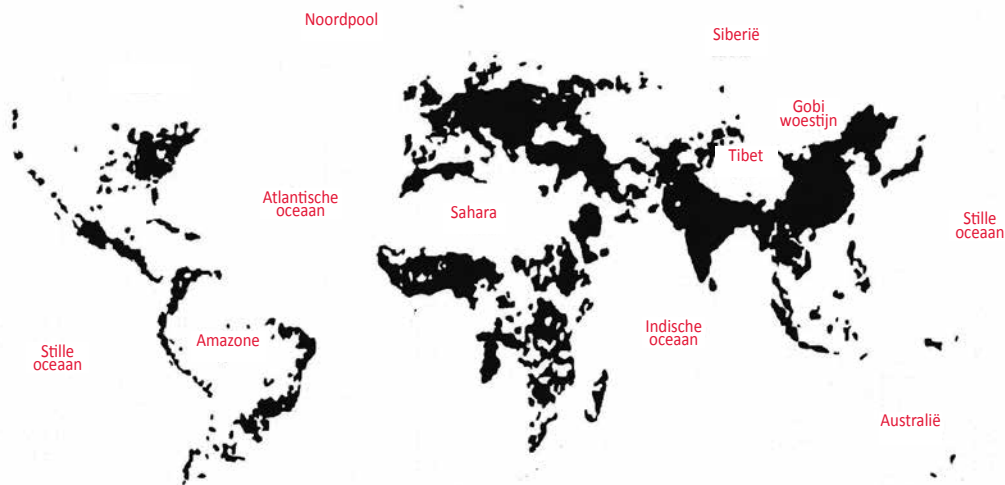 Noordpool
Siberië
Gobi
woestijn
Tibet
Atlantische
oceaan
Sahara
Stille
oceaan
Amazone
Indische
oceaan
Stille
oceaan
Australië